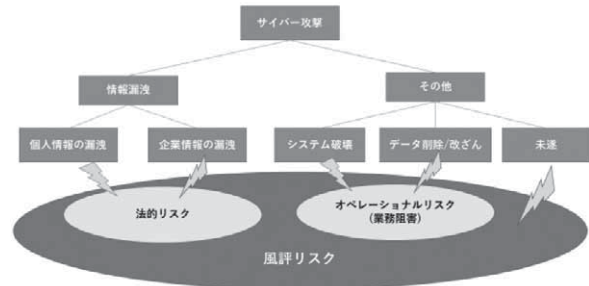 サイバー攻撃
情報漏洩
その他
個人情報の漏洩
企業情報の漏洩
システム破壊
データ削除/改ざん
未遂
法的リスク
オペレーショナルリスク
(業務阻害)
風評リスク